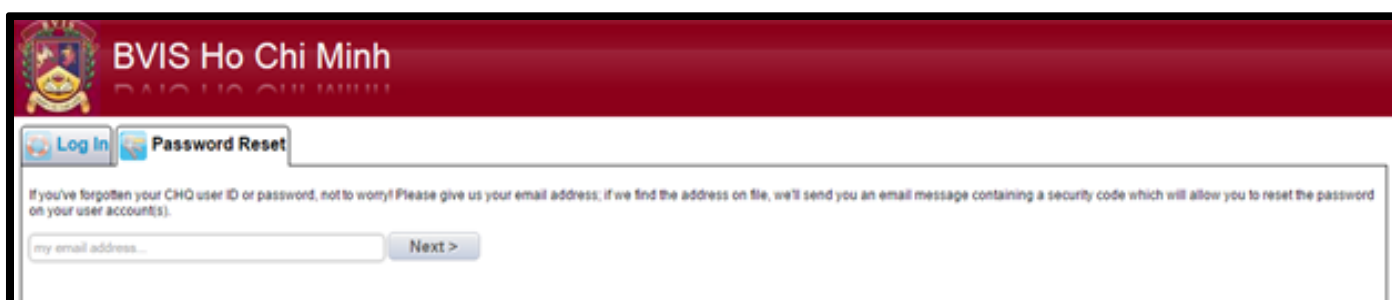 BVIS Ho Chi Minh
Log In
Password Reset
If you've forgotten your CHQ user ID or password, not to worry! Please give us your email address; if we find the address on file, we'll send you an email message containing a security code which will allow you to reset the password
on your user account(s).
my email address...
Next >